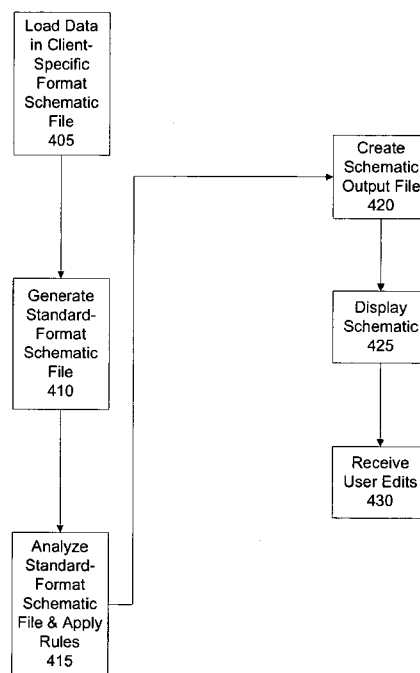 Load Data
in Client-
Specific
Format
Schematic
File
405
Generate
Standard-
Format
Schematic
File
410
Analyze
Standard-
Format
Schematic
File & Apply
Rules
415
Create
Schematic
Output File
420
Display
Schematic
425
Receive
User Edits
430